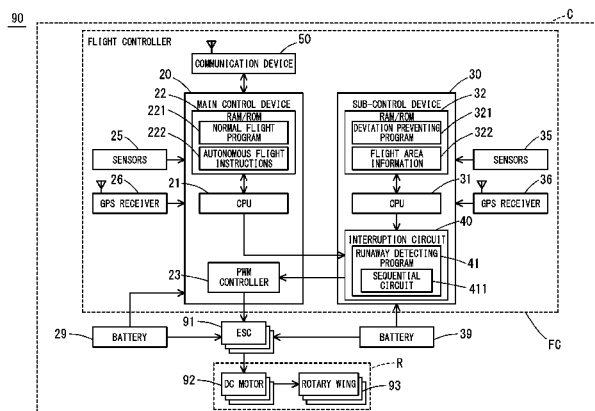 90
C
FLIGHT CONTROLLER
50
COMMUNICATION DEVICE
20
30
MAIN CONTROL DEVICE
22
RAM/ROM
221
NORMAL FLIGHT
PROGRAM
222
AUTONOMOUS FLIGHT
INSTRUCTIONS
SUB-CONTROL DEVICE
32
RAM/ROM
321
DEVIATION PREVENTING
PROGRAM
322
FLIGHT AREA
INFORMATION
25
SENSORS
35
SENSORS
26
GPS RECEIVER
21
CPU
31
CPU
36
GPS RECEIVER
40
INTERRUPTION CIRCUIT
RUNAWAY DETECTING
PROGRAM
41
SEQUENTIAL
CIRCUIT
411
23
PWM
CONTROLLER
29
BATTERY
91
ESC
BATTERY
39
FC
R
92
DC MOTOR
ROTARY WING
93